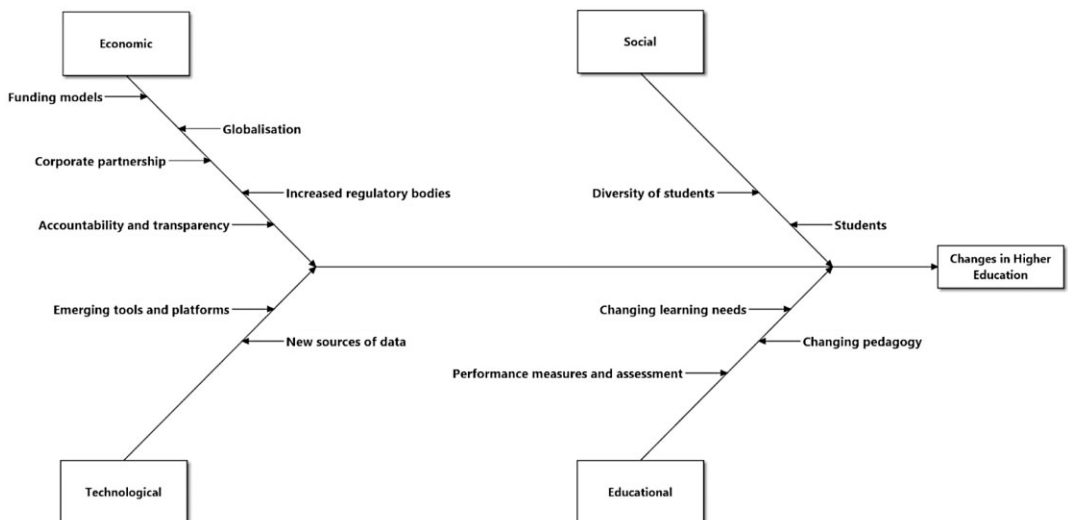 Economic
Social
Funding models
Globalisation
Corporate partnership
Increased regulatory bodies
Diversity of students
Accountability and transparency
Students
Changes in Higher
Education
Emerging tools and platforms
Changing learning needs
New sources of data
Changing pedagogy
Performance measures and assessment
Technological
Educational